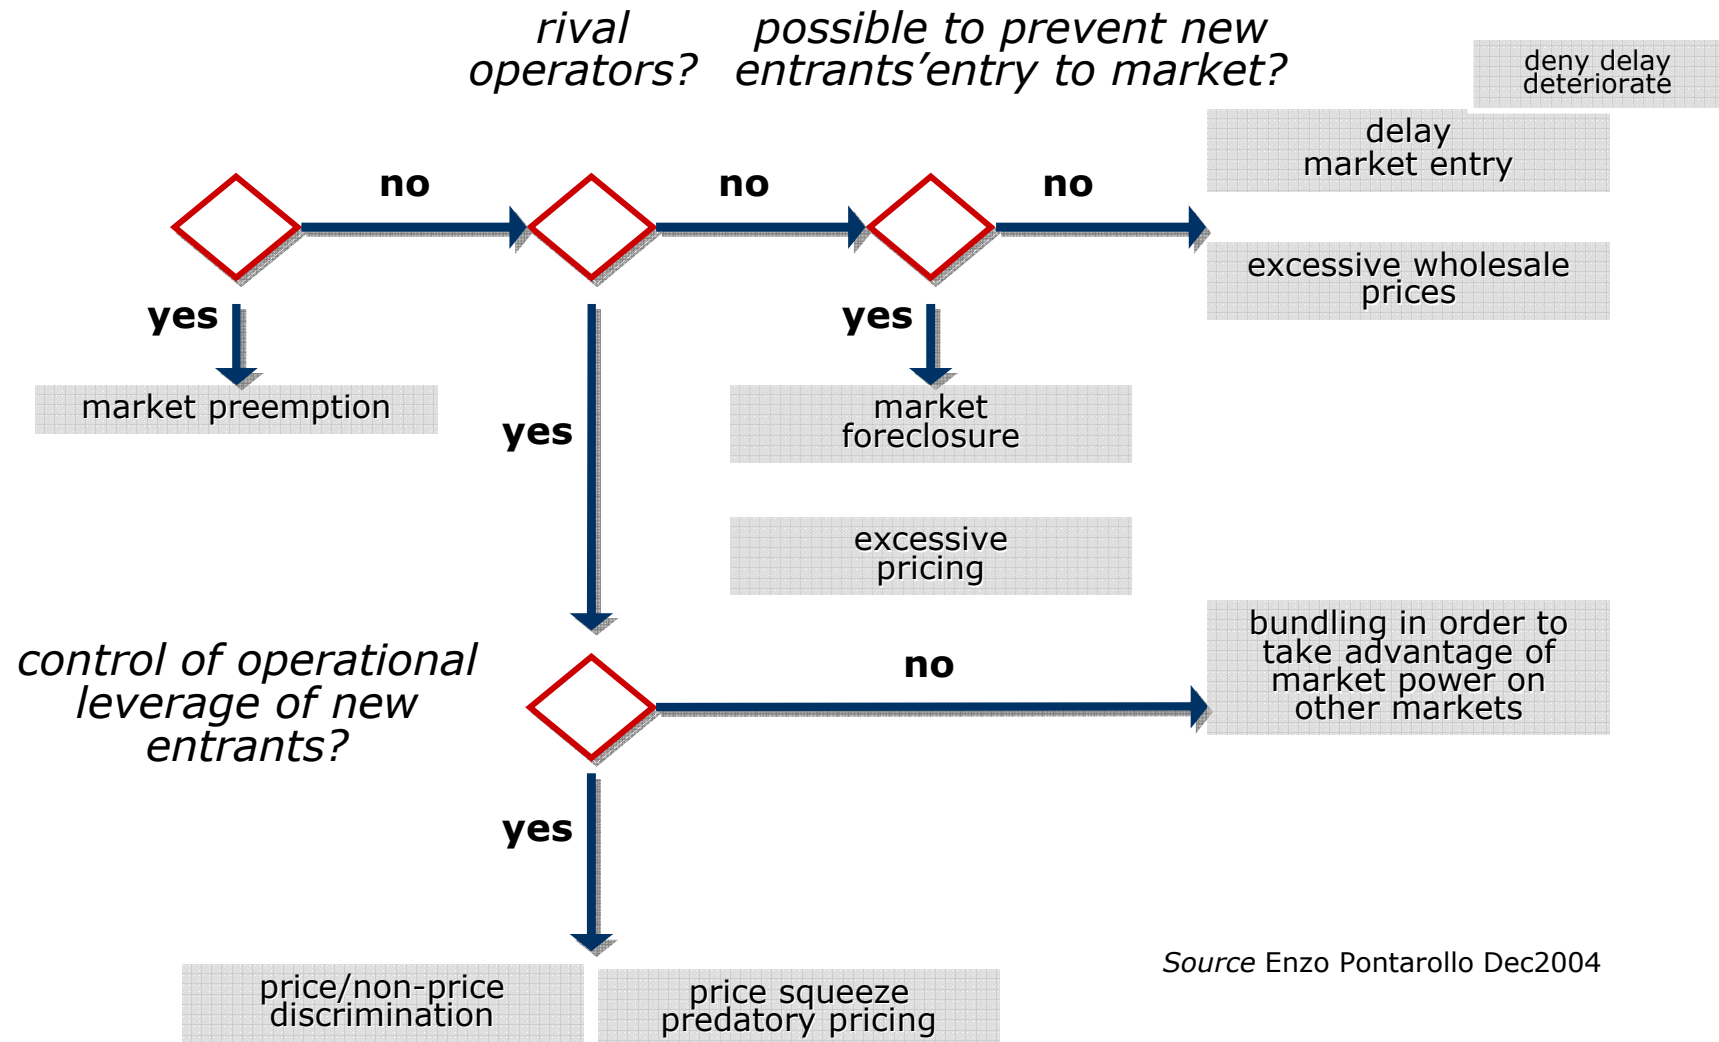 rival
operators?
possible to prevent new
entrants'entry to market?
deny delay
deteriorate
delay
market entry
no
no
no
excessive wholesale
prices
yes
yes
market preemption
market
foreclosure
yes
excessive
pricing
control of operational
leverage of new
entrants?
no
bundling in order to
take advantage of
market power on
other markets
yes
Source Enzo Pontarollo Dec2004
price/non-price
discrimination
price squeeze
predatory pricing